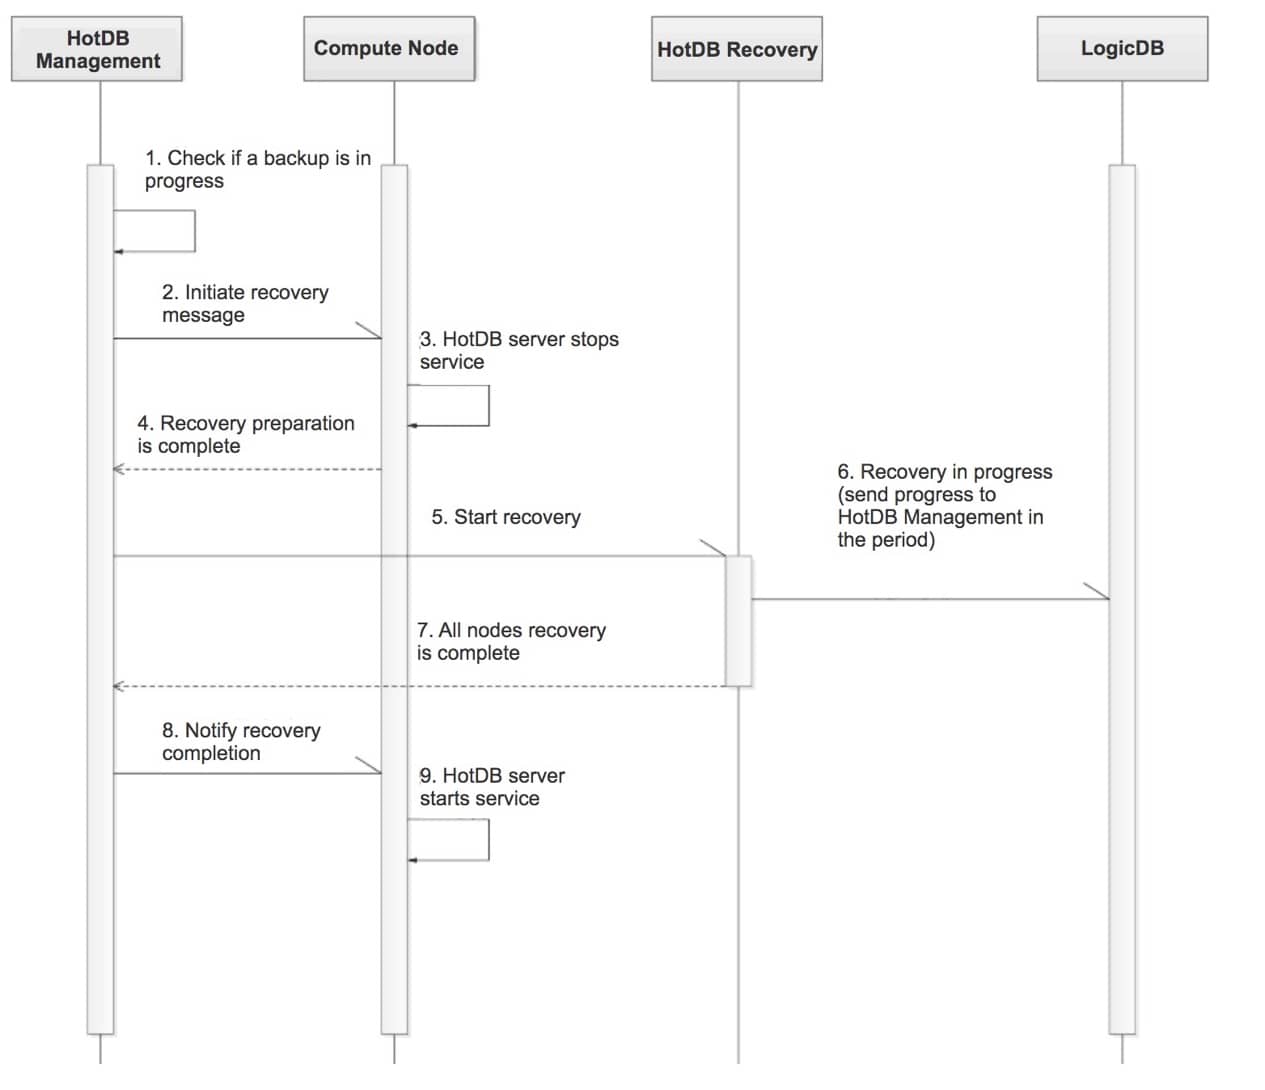 HotDB
Management
Compute Node
HotDB Recovery
LogicDB
1. Check if a backup is in
progress
2. Initiate recovery
message
3. HotDB server stops
service
4. Recovery preparation
is complete
5. Start recovery
6. Recovery in progress
(send progress to
HotDB Management in
the period)
7. All nodes recovery
is complete
8. Notify recovery
completion
9. HotDB server
starts service